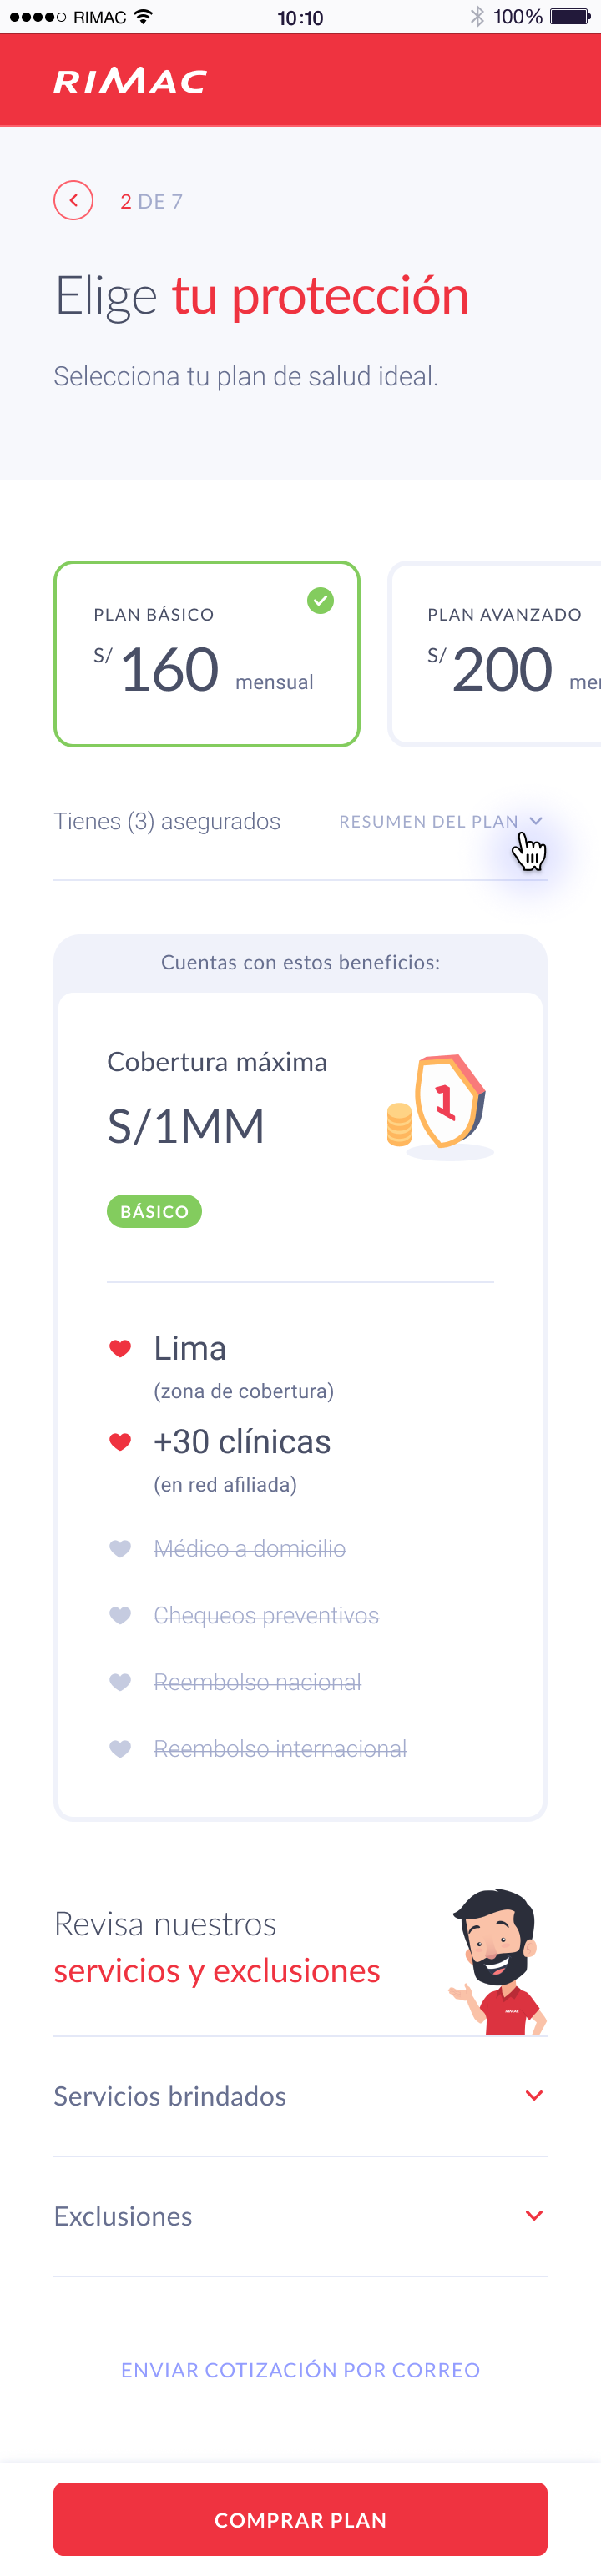 RIMAC
10:10
100%
RIMAC
2 DE 7
Elige tu protección
Selecciona tu plan de salud ideal.
PLAN BÁSICO
S/ 160 mensual
PLAN AVANZADO
S/ 200 me
Tienes (3) asegurados
RESUMEN DEL PLAN
Cuentas con estos beneficios:
Cobertura máxima
S/1MM
1
BÁSICO
Lima
(zona de cobertura)
+30 clínicas
(en red afiliada)
Médico a domicilio
Chequeos preventivos
Reembolso nacional
Reembolso internacional
Revisa nuestros
servicios y exclusiones
RIMAC
Servicios brindados
Exclusiones
ENVIAR COTIZACIÓN POR CORREO
COMPRAR PLAN